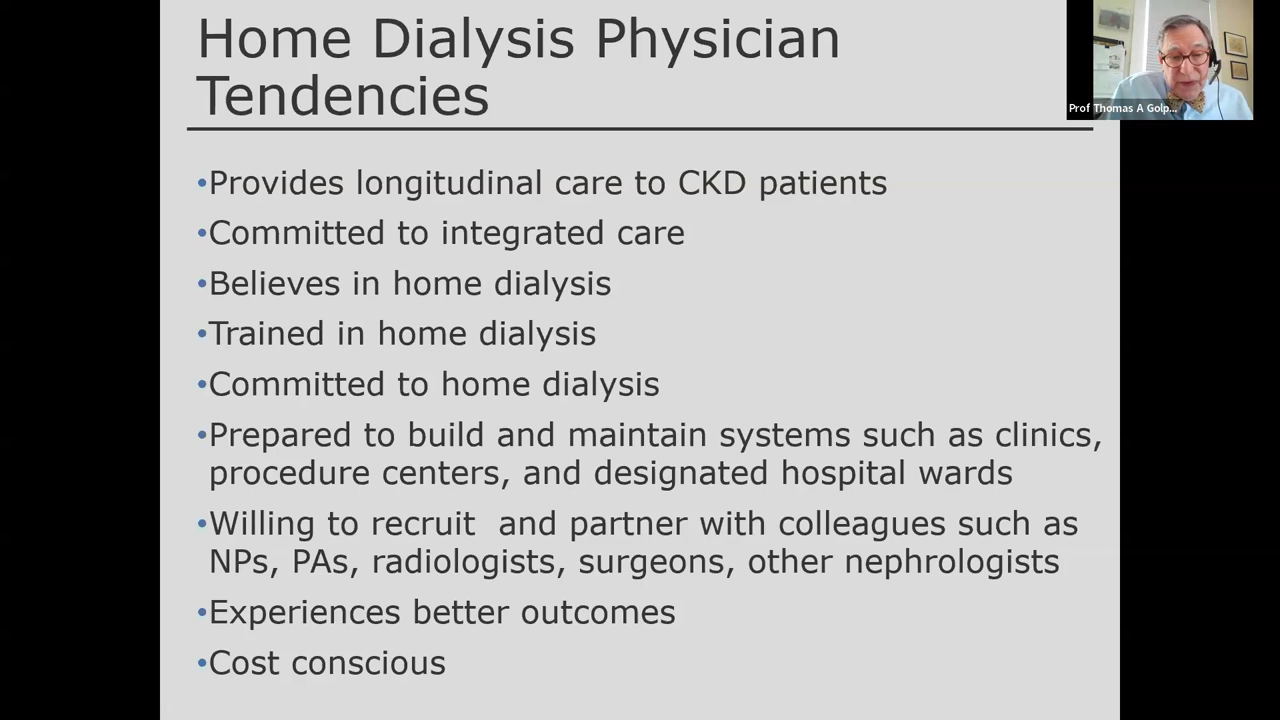 Home Dialysis Physician
Tendencies
Prof Thomas A Golp...
•Provides longitudinal care to CKD patients
•Committed to integrated care
•Believes in home dialysis
•Trained in home dialysis
•Committed to home dialysis
•Prepared to build and maintain systems such as clinics,
procedure centers, and designated hospital wards
•Willing to recruit  and partner with colleagues such as
NPs, PAs, radiologists, surgeons, other nephrologists
•Experiences better outcomes
•Cost conscious